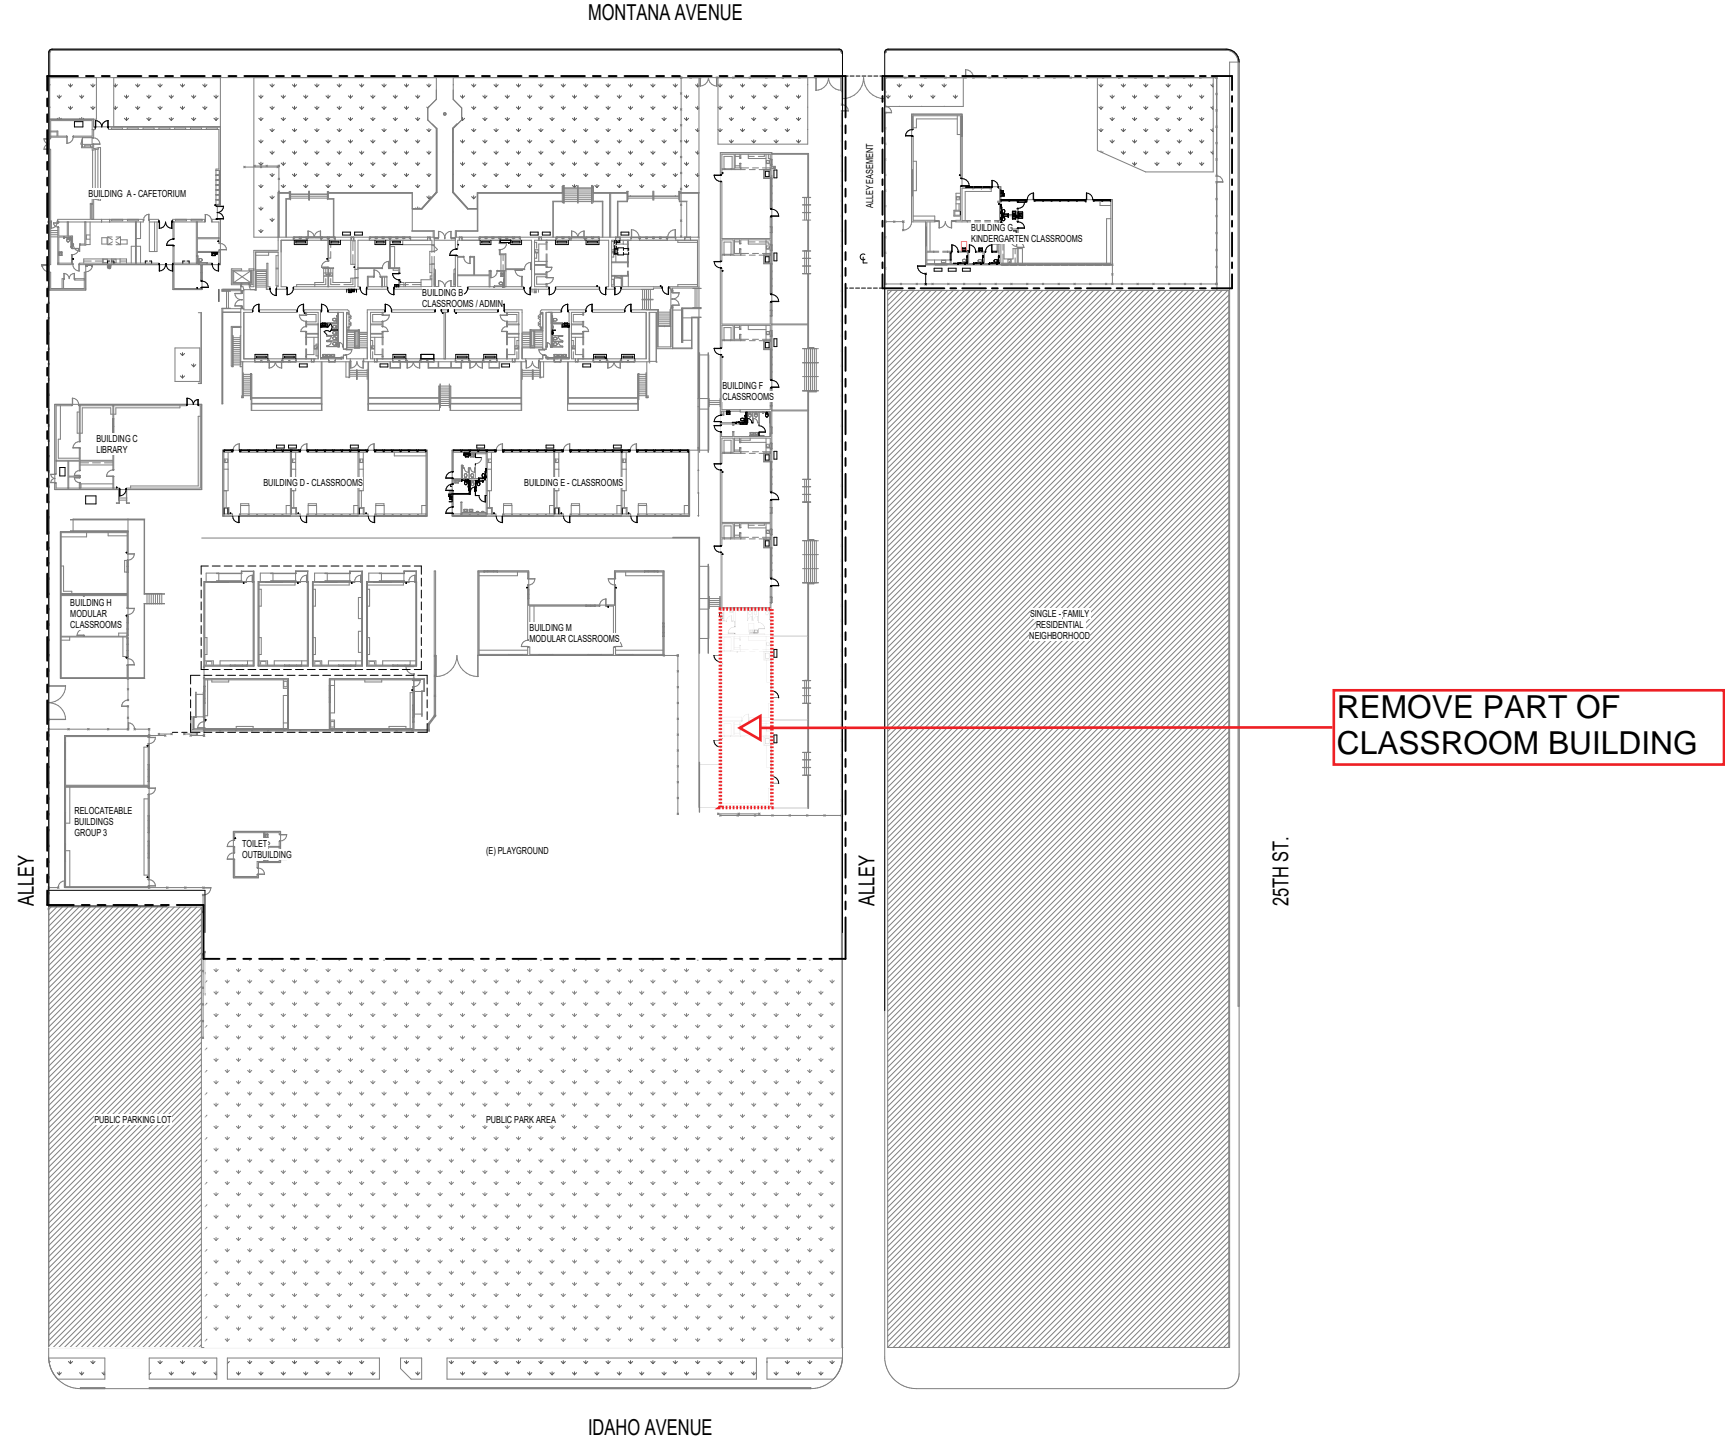 MONTANA AVENUE
BUILDING A - CAFETORIUM
ALLEY EASEMENT
BUILDING G -
KINDERGARTEN CLASSROOMS
BUILDING B
CLASSROOMS / ADMIN
BUILDING F
CLASSROOMS
BUILDING C
LIBRARY
BUILDING D - CLASSROOMS
BUILDING E - CLASSROOMS
BUILDING H
MODULAR
CLASSROOMS
BUILDING M
MODULAR CLASSROOMS
SINGLE - FAMILY
RESIDENTIAL
NEIGHBORHOOD
REMOVE PART OF
CLASSROOM BUILDING
RELOCATEABLE
BUILDINGS
GROUP 3
TOILET
OUTBUILDING
(E) PLAYGROUND
ALLEY
ALLEY
25TH ST.
PUBLIC PARKING LOT
PUBLIC PARK AREA
IDAHO AVENUE